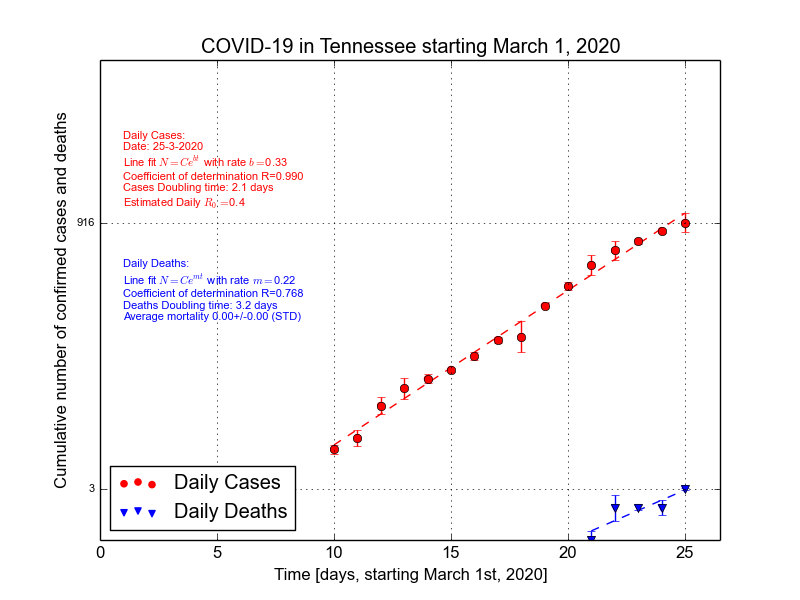 COVID-19 in Tennessee starting March 1, 2020
Cumulative number of confirmed cases and deaths
Daily Cases:
Date: 25-3-2020
Line fit N = Ce^{bt} with rate b = 0.33
Coefficient of determination R=0.990
Cases Doubling time: 2.1 days
Estimated Daily R_0 := 0.4
916
Daily Deaths:
Line fit N = Ce^{mt} with rate m = 0.22
Coefficient of determination R=0.768
Deaths Doubling time: 3.2 days
Average mortality 0.00+/-0.00 (STD)
3
Daily Cases
Daily Deaths
0 5 10 15 20 25
Time [days, starting March 1st, 2020]